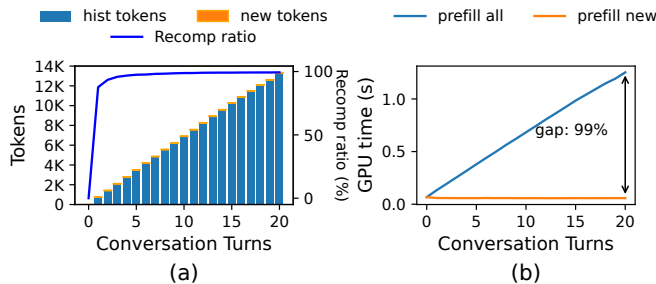 hist tokens new tokens
Recomp ratio
prefill all prefill new
14K
12K
10K
8K
6K
4K
2K
0
Tokens
100
50
0
Recomp ratio (%)
0 5 10 15 20
Conversation Turns
(a)
1.0
0.5
0.0
GPU time (s)
gap: 99%
0 5 10 15 20
Conversation Turns
(b)